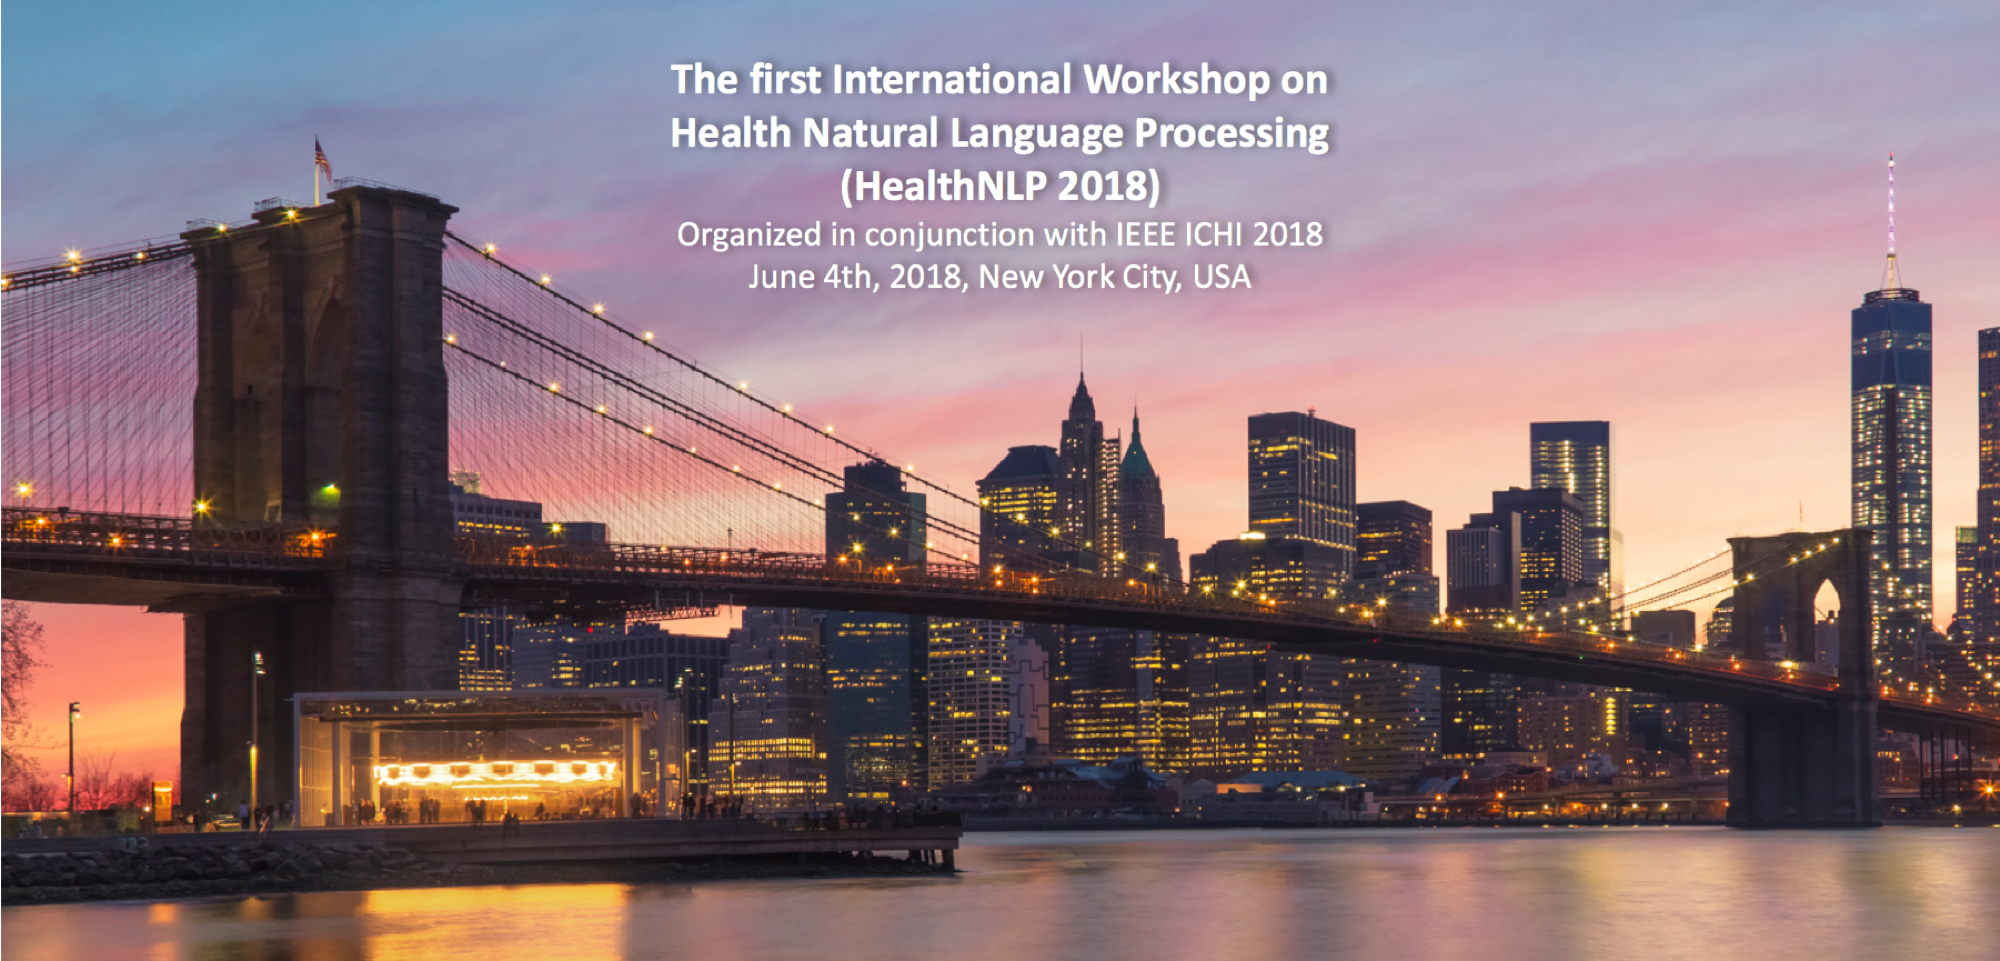 The first International Workshop on
Health Natural Language Processing
(HealthNLP 2018)
Organized in conjunction with IEEE ICHI 2018
June 4th, 2018, New York City, USA